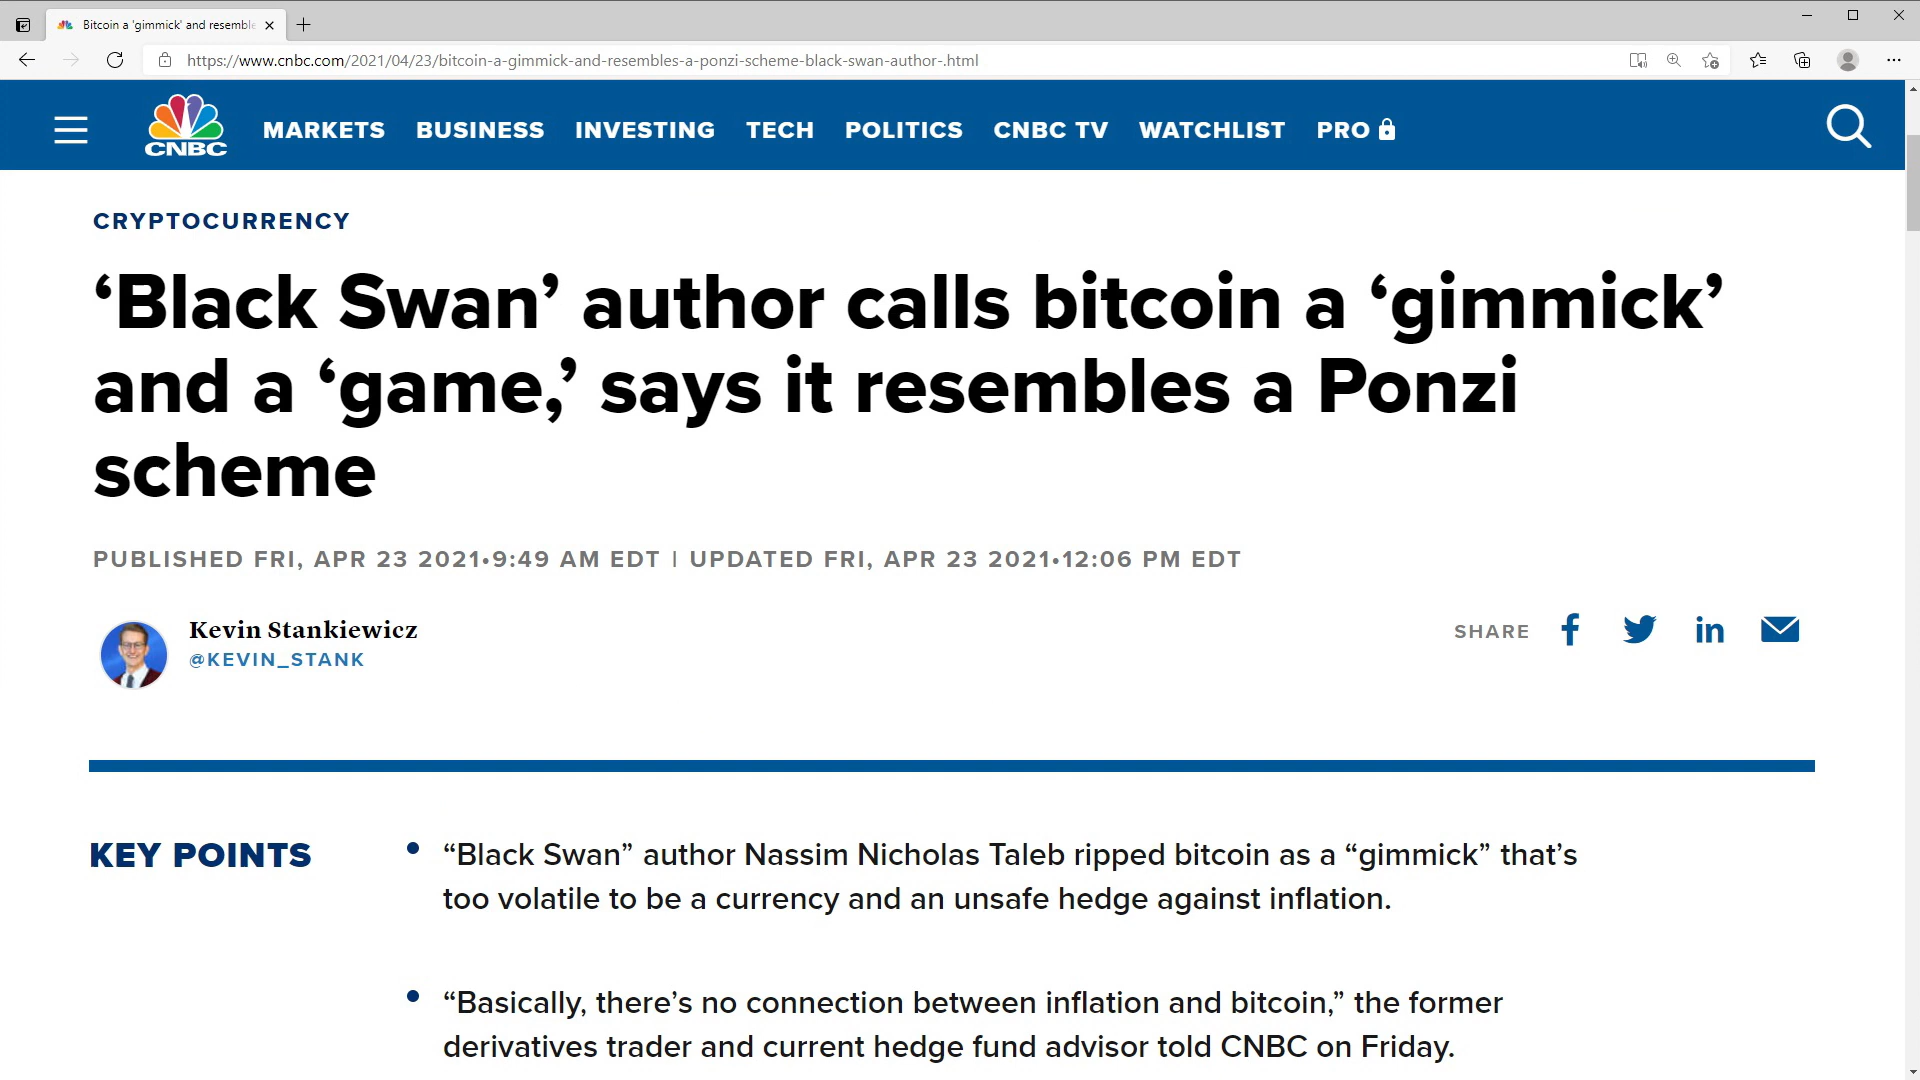 Bitcoin a 'gimmick' and resemble
https://www.cnbc.com/2021/04/23/bitcoin-a-gimmick-and-resembles-a-ponzi-scheme-black-swan-author-.html
CNBC MARKETS BUSINESS INVESTING TECH POLITICS CNBC TV WATCHLIST PRO
CRYPTOCURRENCY
‘Black Swan’ author calls bitcoin a ‘gimmick’
and a ‘game,’ says it resembles a Ponzi
scheme
PUBLISHED FRI, APR 23 2021•9:49 AM EDT | UPDATED FRI, APR 23 2021•12:06 PM EDT
Kevin Stankiewicz
@KEVIN_STANK
SHARE
KEY POINTS
“Black Swan” author Nassim Nicholas Taleb ripped bitcoin as a “gimmick” that’s
too volatile to be a currency and an unsafe hedge against inflation.
“Basically, there’s no connection between inflation and bitcoin,” the former
derivatives trader and current hedge fund advisor told CNBC on Friday.